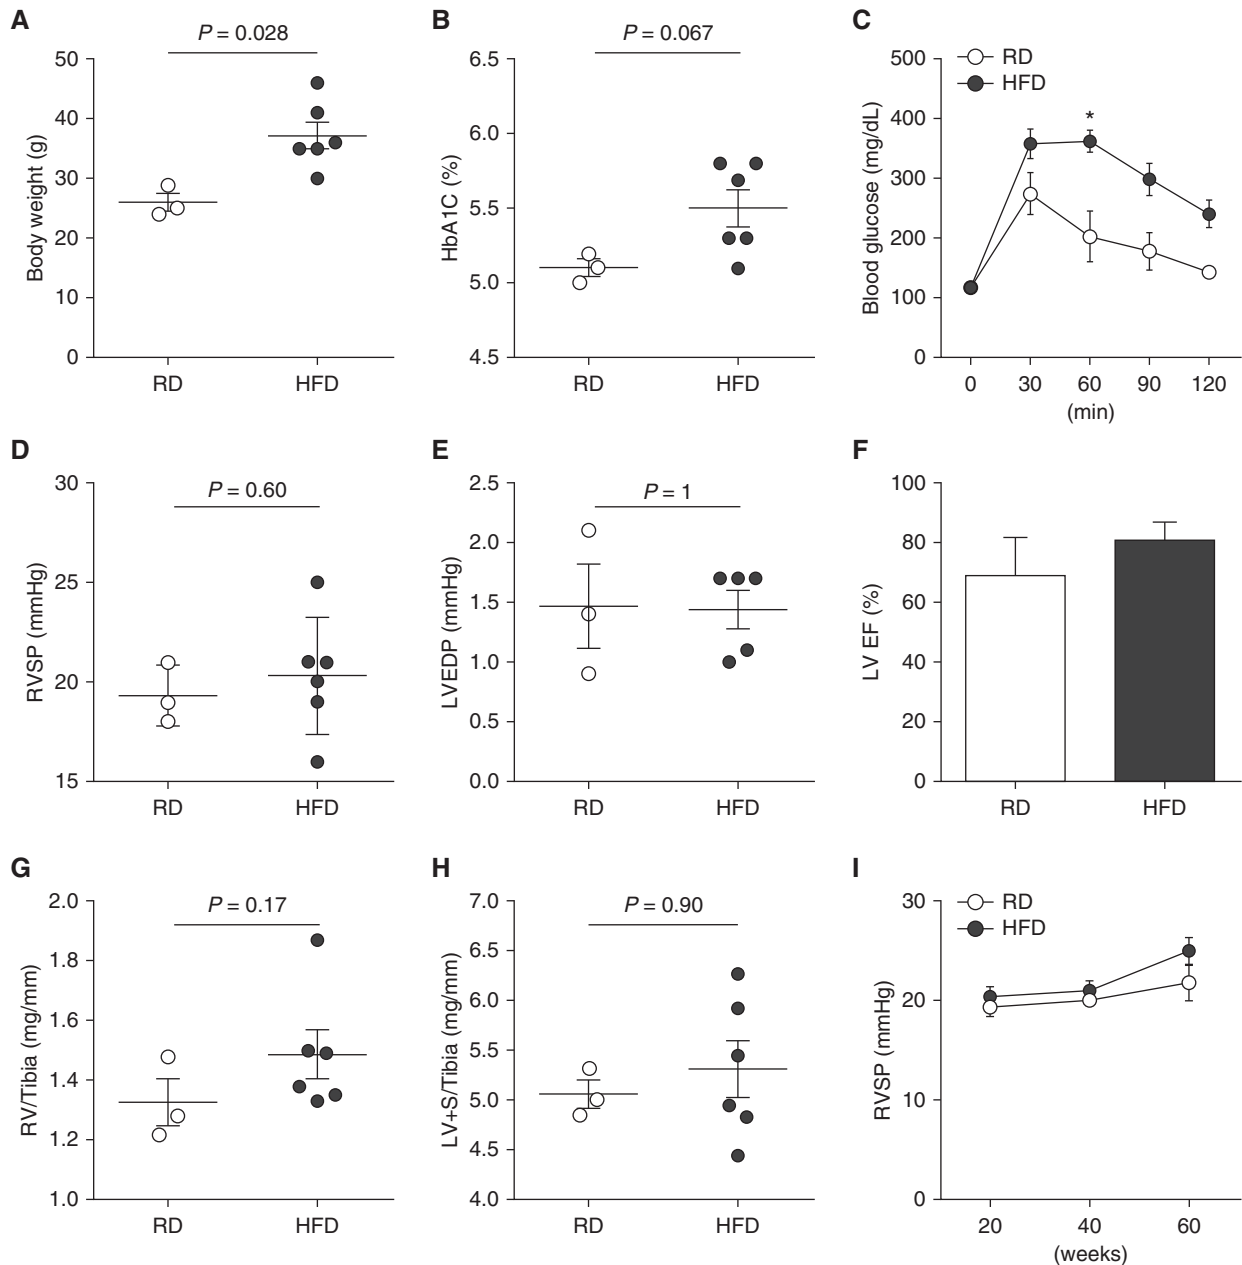 A
P = 0.028
Body weight (g)
50
40
30
20
10
0
RD
HFD
B
P = 0.067
HbA1C (%)
6.5
6.0
5.5
5.0
4.5
RD
HFD
C
RD
HFD
*
Blood glucose (mg/dL)
500
400
300
200
100
0
0
30
60
90
120
(min)
D
P = 0.60
RVSP (mmHg)
30
25
20
15
RD
HFD
E
P = 1
LVEDP (mmHg)
2.5
2.0
1.5
1.0
0.5
0.0
RD
HFD
F
LV EF (%)
100
80
60
40
20
0
RD
HFD
G
P = 0.17
RV/Tibia (mg/mm)
2.0
1.8
1.6
1.4
1.2
1.0
RD
HFD
H
P = 0.90
LV+S/Tibia (mg/mm)
7.0
6.5
6.0
5.5
5.0
4.5
4.0
RD
HFD
I
RD
HFD
RVSP (mmHg)
30
20
10
0
20
40
60
(weeks)